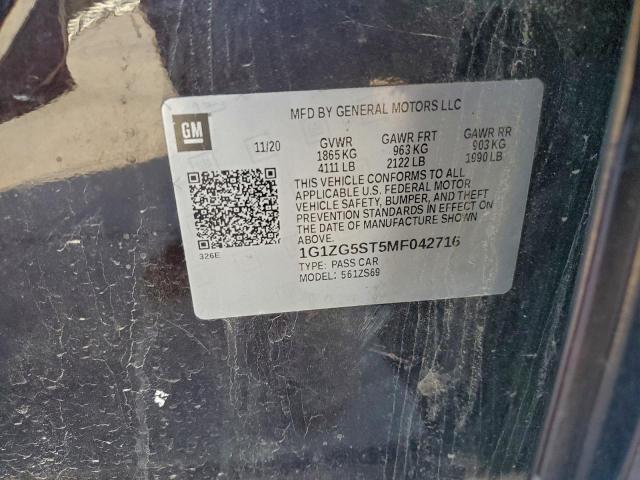 MFD BY GENERAL MOTORS LLC
GM
11/20
GVWR GAWR FRT GAWR RR
1865 KG 963 KG 903 KG
4111 LB 2122 LB 1990 LB
THIS VEHICLE CONFORMS TO ALL
APPLICABLE U.S. FEDERAL MOTOR
VEHICLE SAFETY, BUMPER, AND THEFT
PREVENTION STANDARDS IN EFFECT ON
THE DATE OF MANUFACTURE SHOWN
ABOVE.
326E
1G1ZG5ST5MF042716
TYPE: PASS CAR
MODEL: 561ZS69